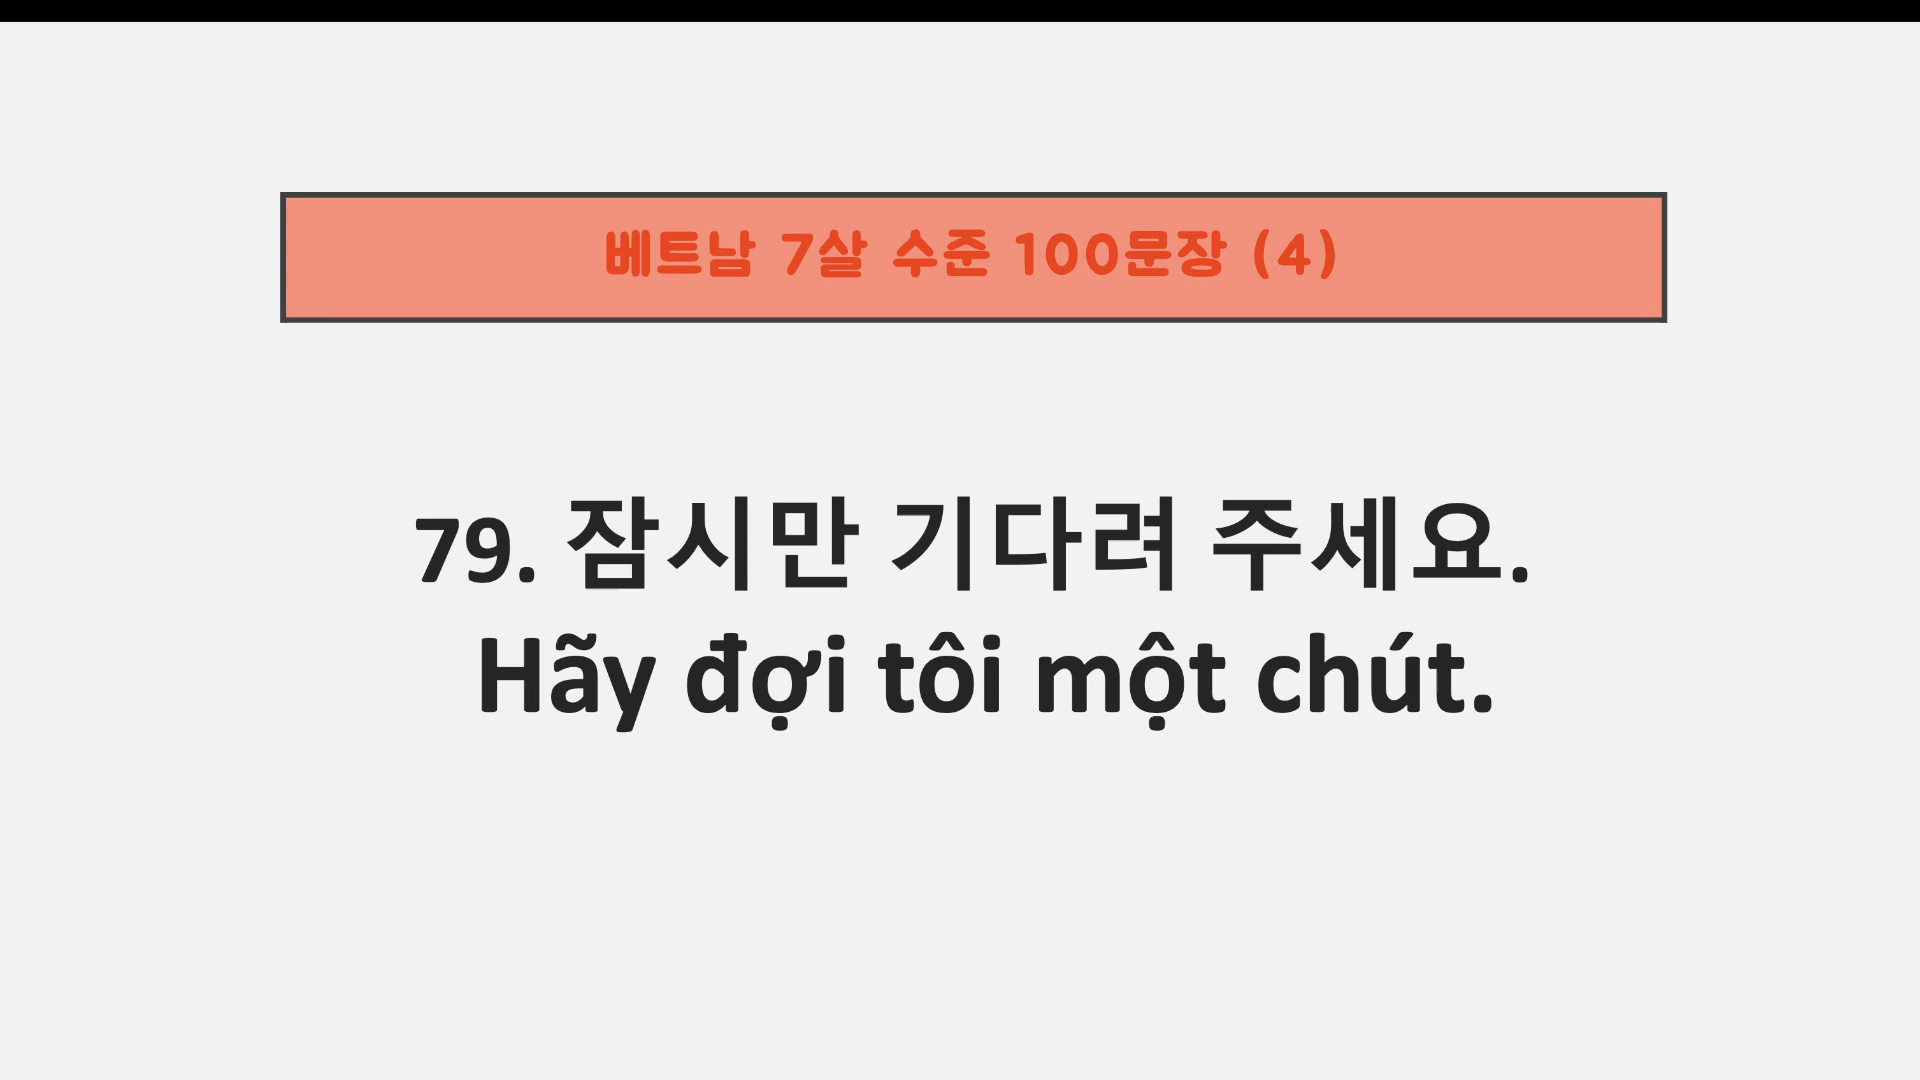 베트남 7살 수준 100문장 (4)
79. 잠시만 기다려 주세요.
Hãy đợi tôi một chút.